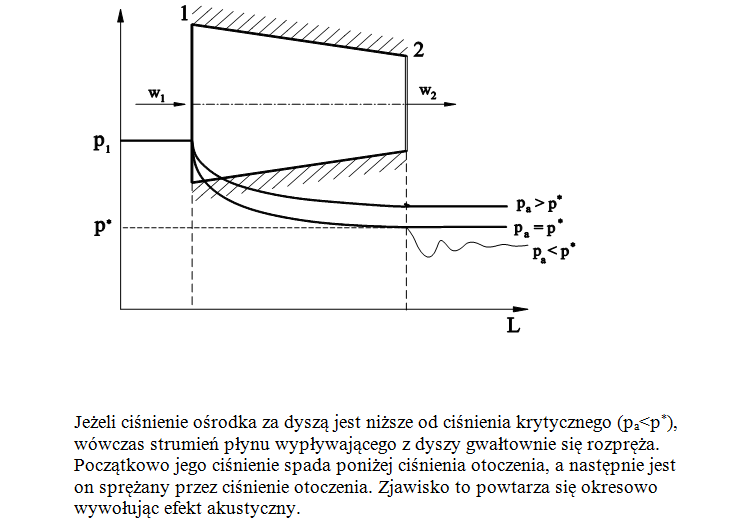 1
2
w₁
w₂
p₁
pₐ>p*
p*
pₐ=p*
pₐ<p*
L
Jeżeli ciśnienie ośrodka za dyszą jest niższe od ciśnienia krytycznego (pₐ<p*),
wówczas strumień płynu wypływającego z dyszy gwałtownie się rozpręża.
Początkowo jego ciśnienie spada poniżej ciśnienia otoczenia, a następnie jest
on sprężany przez ciśnienie otoczenia. Zjawisko to powtarza się okresowo
wywołując efekt akustyczny.